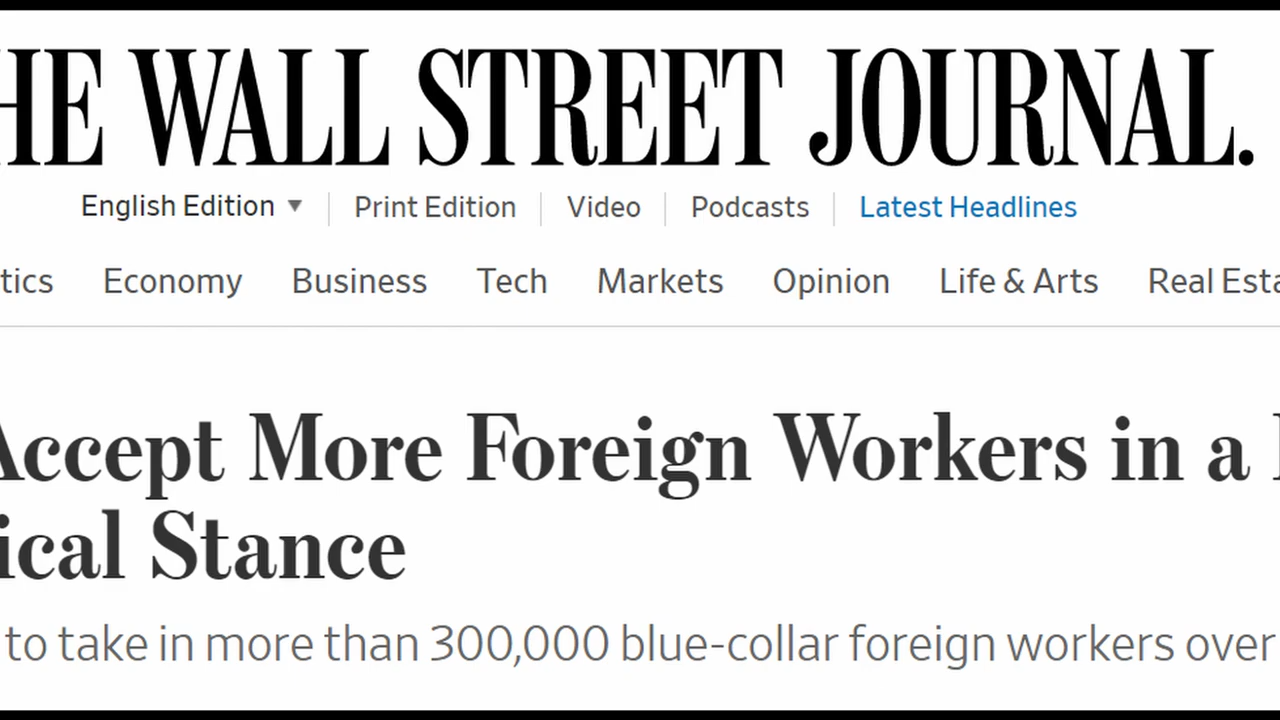 HE WALL STREET JOURNAL.
English Edition ▼ Print Edition Video Podcasts Latest Headlines
tics Economy Business Tech Markets Opinion Life & Arts Real Esta
Accept More Foreign Workers in a
ical Stance
to take in more than 300,000 blue-collar foreign workers over